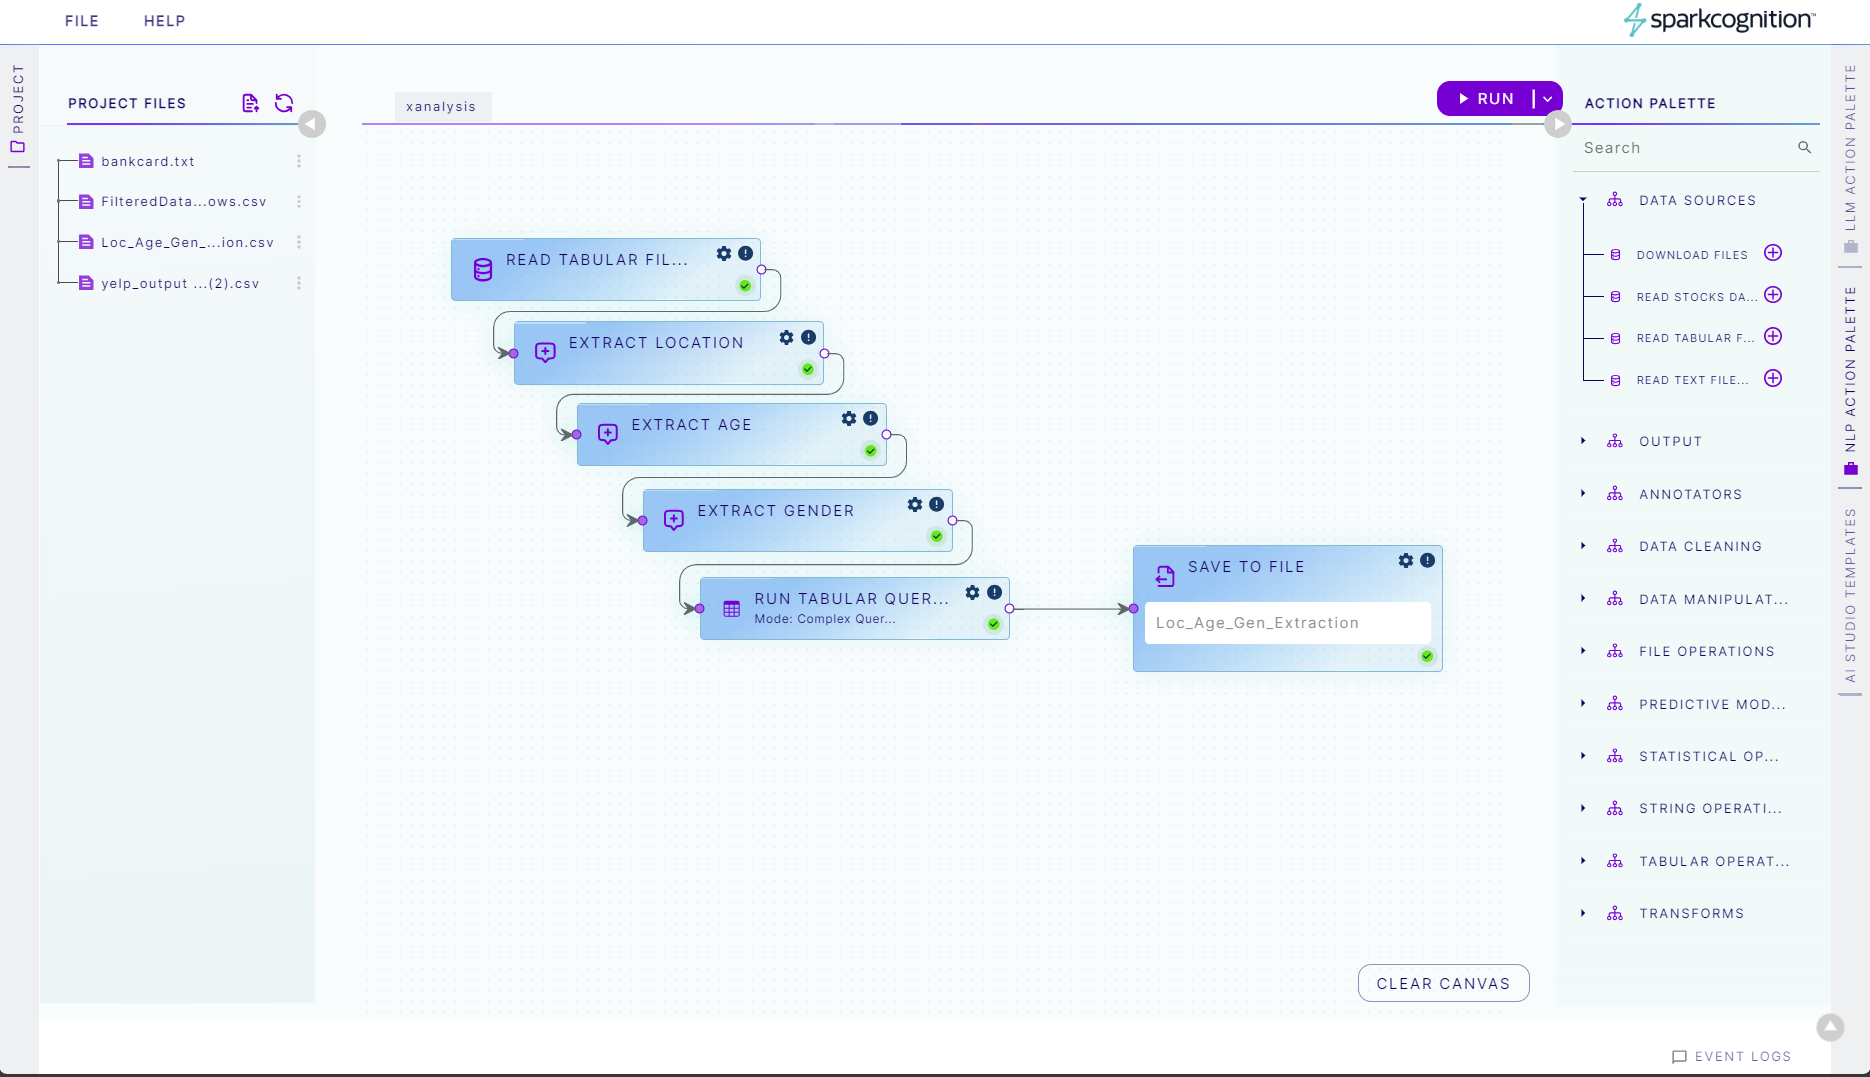 FILE
HELP
sparkcognition™
PROJECT
PROJECT FILES
bankcard.txt
FilteredData...ows.csv
Loc_Age_Gen_...ion.csv
yelp_output ...(2).csv
xanalysis
RUN
READ TABULAR FIL...
EXTRACT LOCATION
EXTRACT AGE
EXTRACT GENDER
RUN TABULAR QUER...
Mode: Complex Quer...
SAVE TO FILE
Loc_Age_Gen_Extraction
CLEAR CANVAS
ACTION PALETTE
Search
DATA SOURCES
DOWNLOAD FILES
READ STOCKS DA...
READ TABULAR F...
READ TEXT FILE...
OUTPUT
ANNOTATORS
DATA CLEANING
DATA MANIPULAT...
FILE OPERATIONS
PREDICTIVE MOD...
STATISTICAL OP...
STRING OPERATI...
TABULAR OPERAT...
TRANSFORMS
LLM ACTION PALETTE
NLP ACTION PALETTE
AI STUDIO TEMPLATES
EVENT LOGS